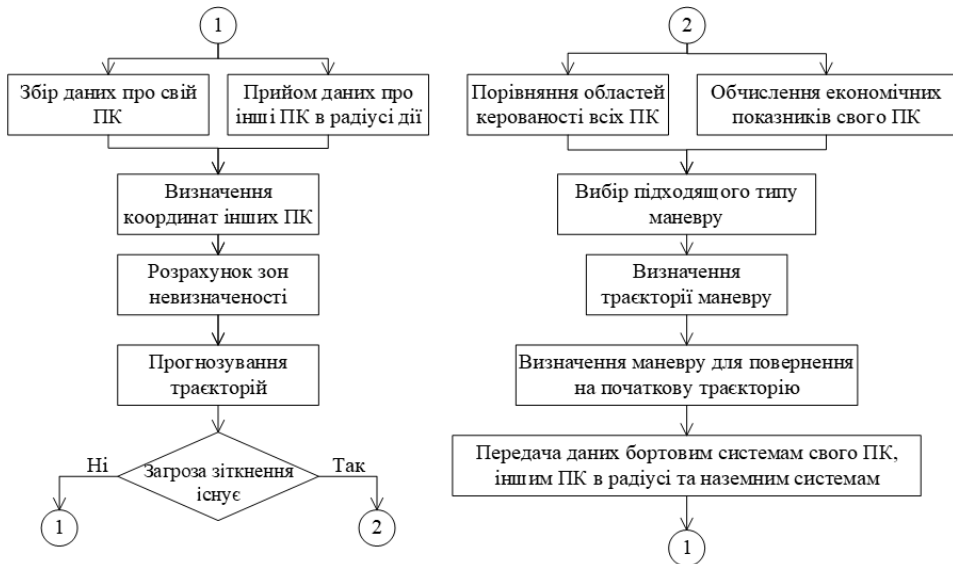 1
Збір даних про свій
ПК
Прийом даних про
інші ПК в радіусі дії
Визначення
координат інших ПК
Розрахунок зон
невизначеності
Прогнозування
траєкторій
Загроза зіткнення
існує
Ні
Так
1
2
2
Порівняння областей
керованості всіх ПК
Обчислення економічних
показників свого ПК
Вибір підходящого типу
маневру
Визначення
траєкторії маневру
Визначення маневру для повернення
на початкову траєкторію
Передача даних бортовим системам свого ПК,
іншим ПК в радіусі та наземним системам
1